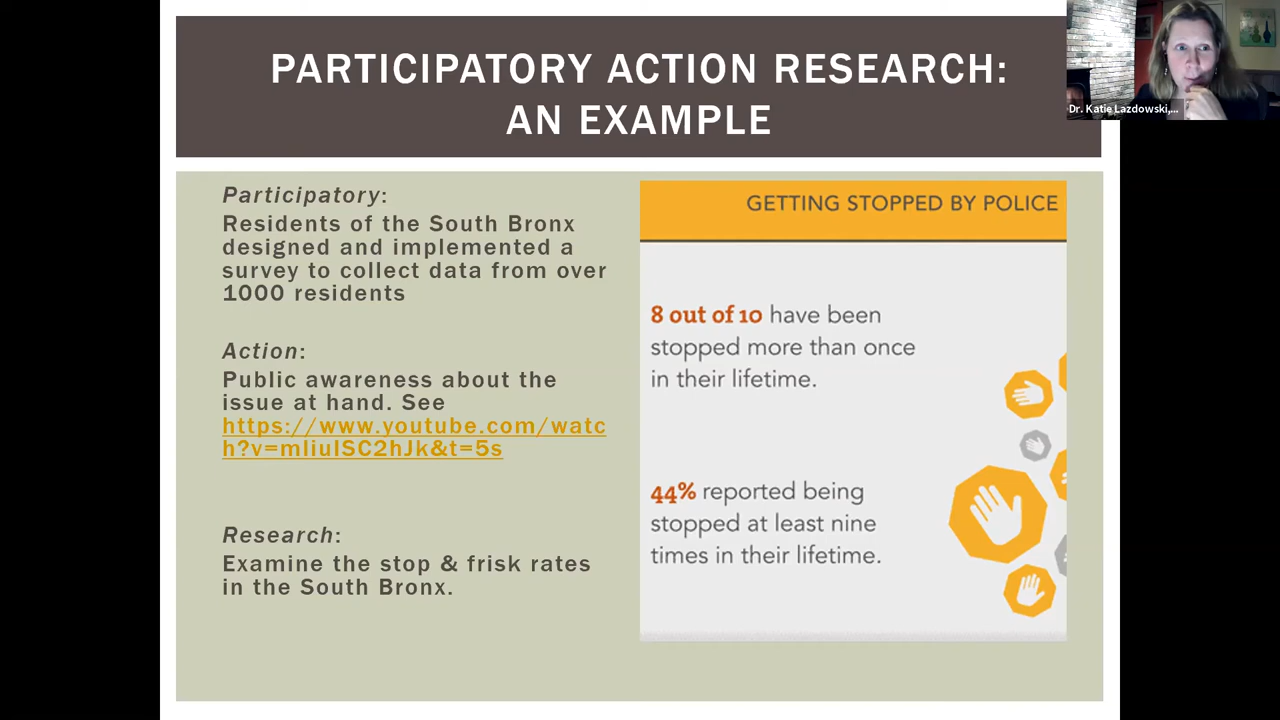 PARTICIPATORY ACTION RESEARCH:
AN EXAMPLE
Dr. Katie Lazdowski,...
Participatory:
Residents of the South Bronx
designed and implemented a
survey to collect data from over
1000 residents
Action:
Public awareness about the
issue at hand. See
https://www.youtube.com/watc
h?v=mIiulSC2hJk&t=5s
Research:
Examine the stop & frisk rates
in the South Bronx.
GETTING STOPPED BY POLICE
8 out of 10 have been
stopped more than once
in their lifetime.
44% reported being
stopped at least nine
times in their lifetime.